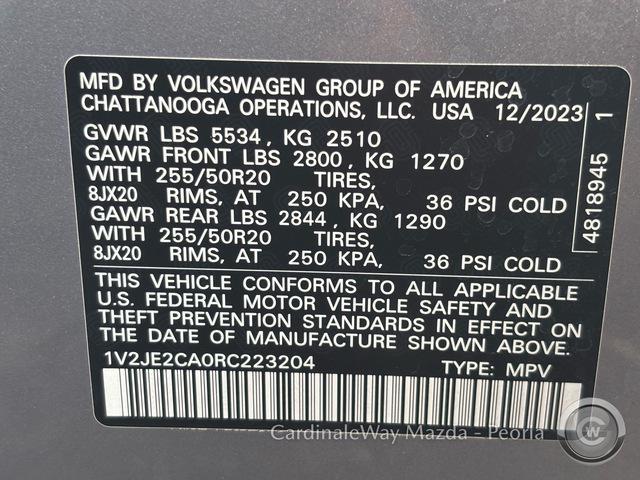 MFD BY VOLKSWAGEN GROUP OF AMERICA
CHATTANOOGA OPERATIONS, LLC. USA 12/2023
GVWR LBS 5534, KG 2510
GAWR FRONT LBS 2800, KG 1270
WITH 255/50R20 TIRES,
8JX20 RIMS, AT 250 KPA, 36 PSI COLD
GAWR REAR LBS 2844, KG 1290
WITH 255/50R20 TIRES,
8JX20 RIMS, AT 250 KPA, 36 PSI COLD
THIS VEHICLE CONFORMS TO ALL APPLICABLE
U.S. FEDERAL MOTOR VEHICLE SAFETY AND
THEFT PREVENTION STANDARDS IN EFFECT ON
THE DATE OF MANUFACTURE SHOWN ABOVE.
1V2JE2CA0RC223204 TYPE: MPV
4818945 1
CardinaleWay Mazda - Peoria